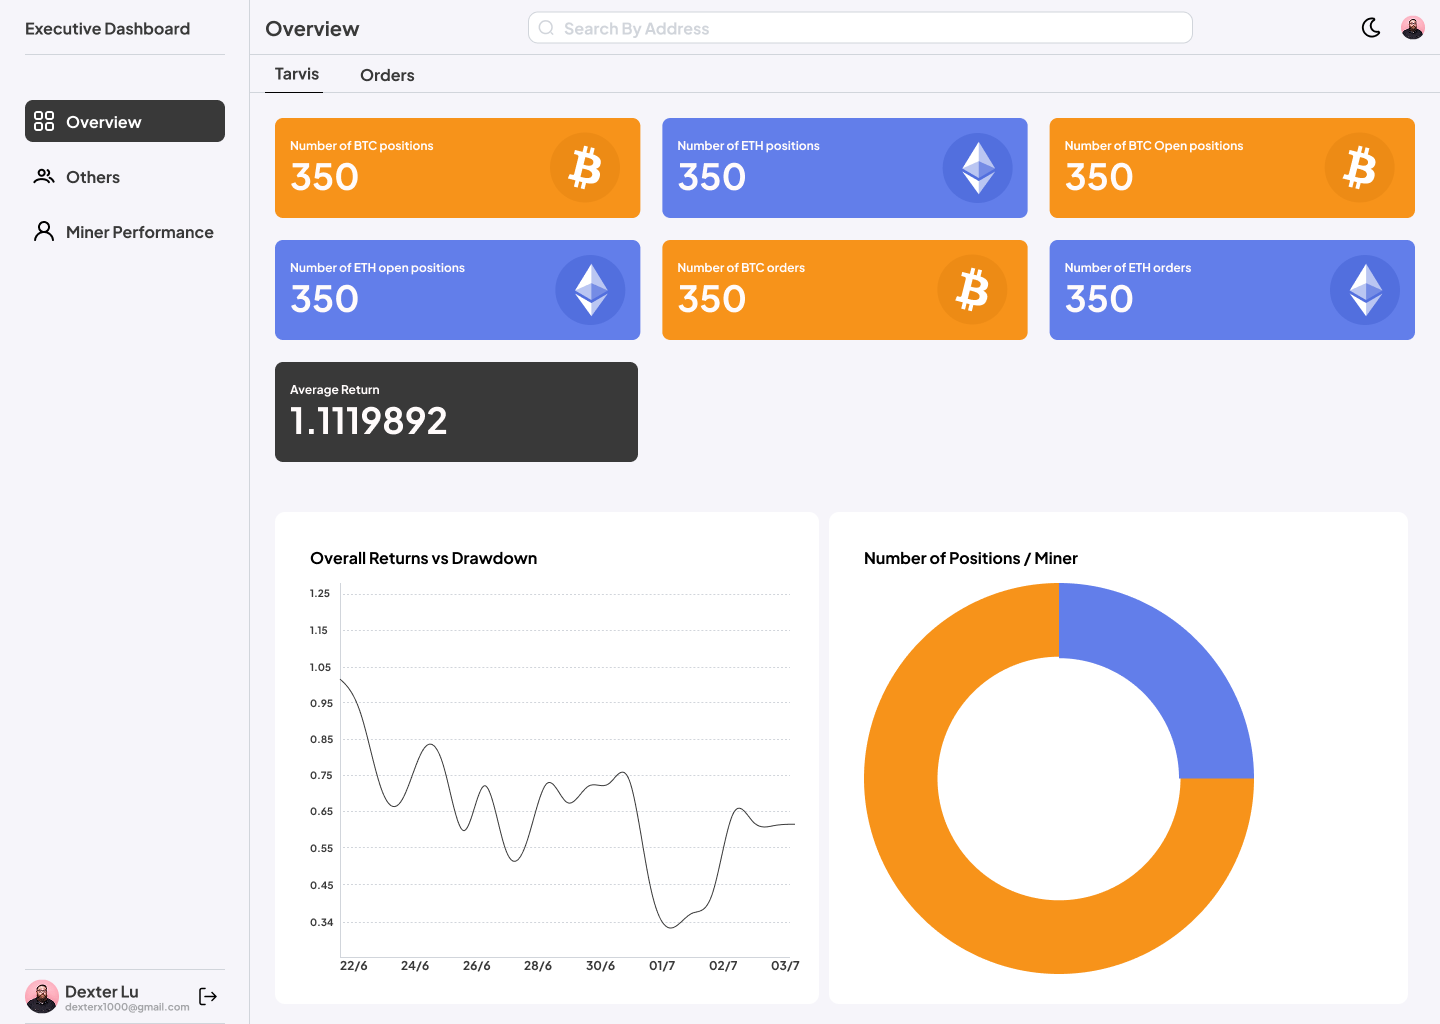 Executive Dashboard
Overview
Search By Address
Overview
Others
Miner Performance
Tarvis
Orders
Number of BTC positions
350
Number of ETH positions
350
Number of BTC Open positions
350
Number of ETH open positions
350
Number of BTC orders
350
Number of ETH orders
350
Average Return
1.1119892
Overall Returns vs Drawdown
1.25
1.15
1.05
0.95
0.85
0.75
0.65
0.55
0.45
0.34
22/6 24/6 26/6 28/6 30/6 01/7 02/7 03/7
Number of Positions / Miner
Dexter Lu
dexterx1000@gmail.com